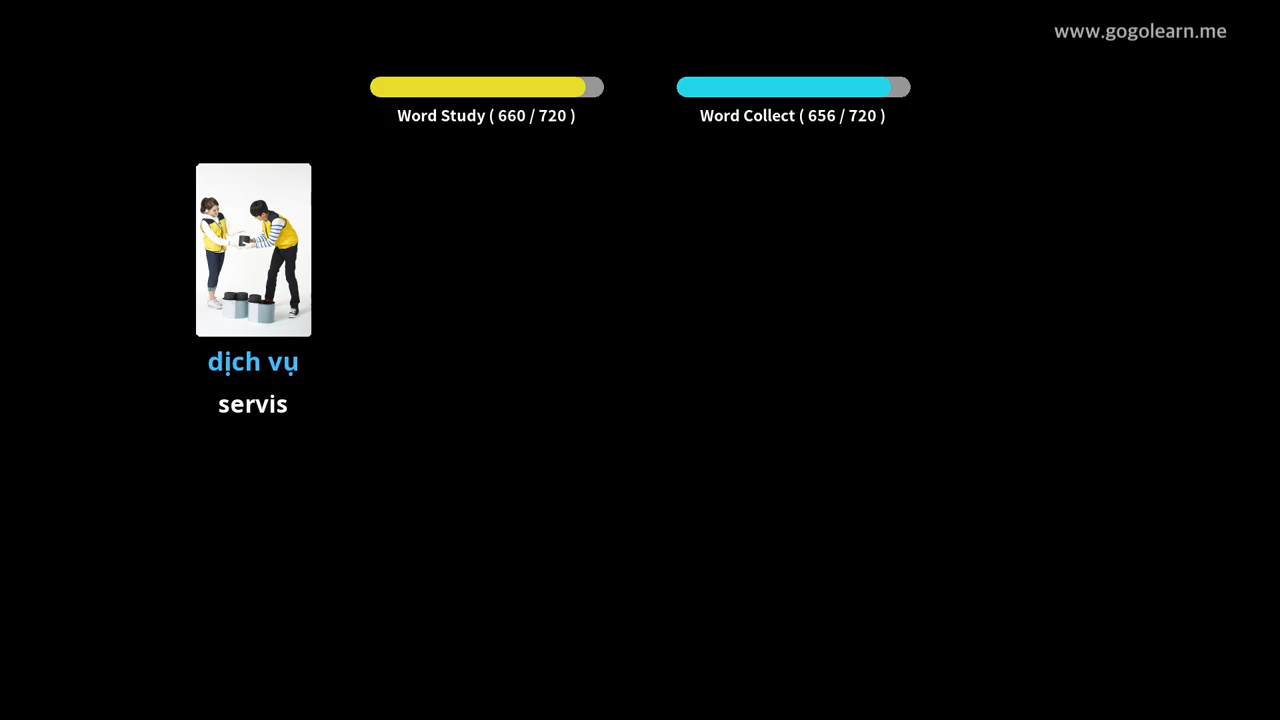 www.gogolearn.me
Word Study ( 660 / 720 )
Word Collect ( 656 / 720 )
dịch vụ
servis